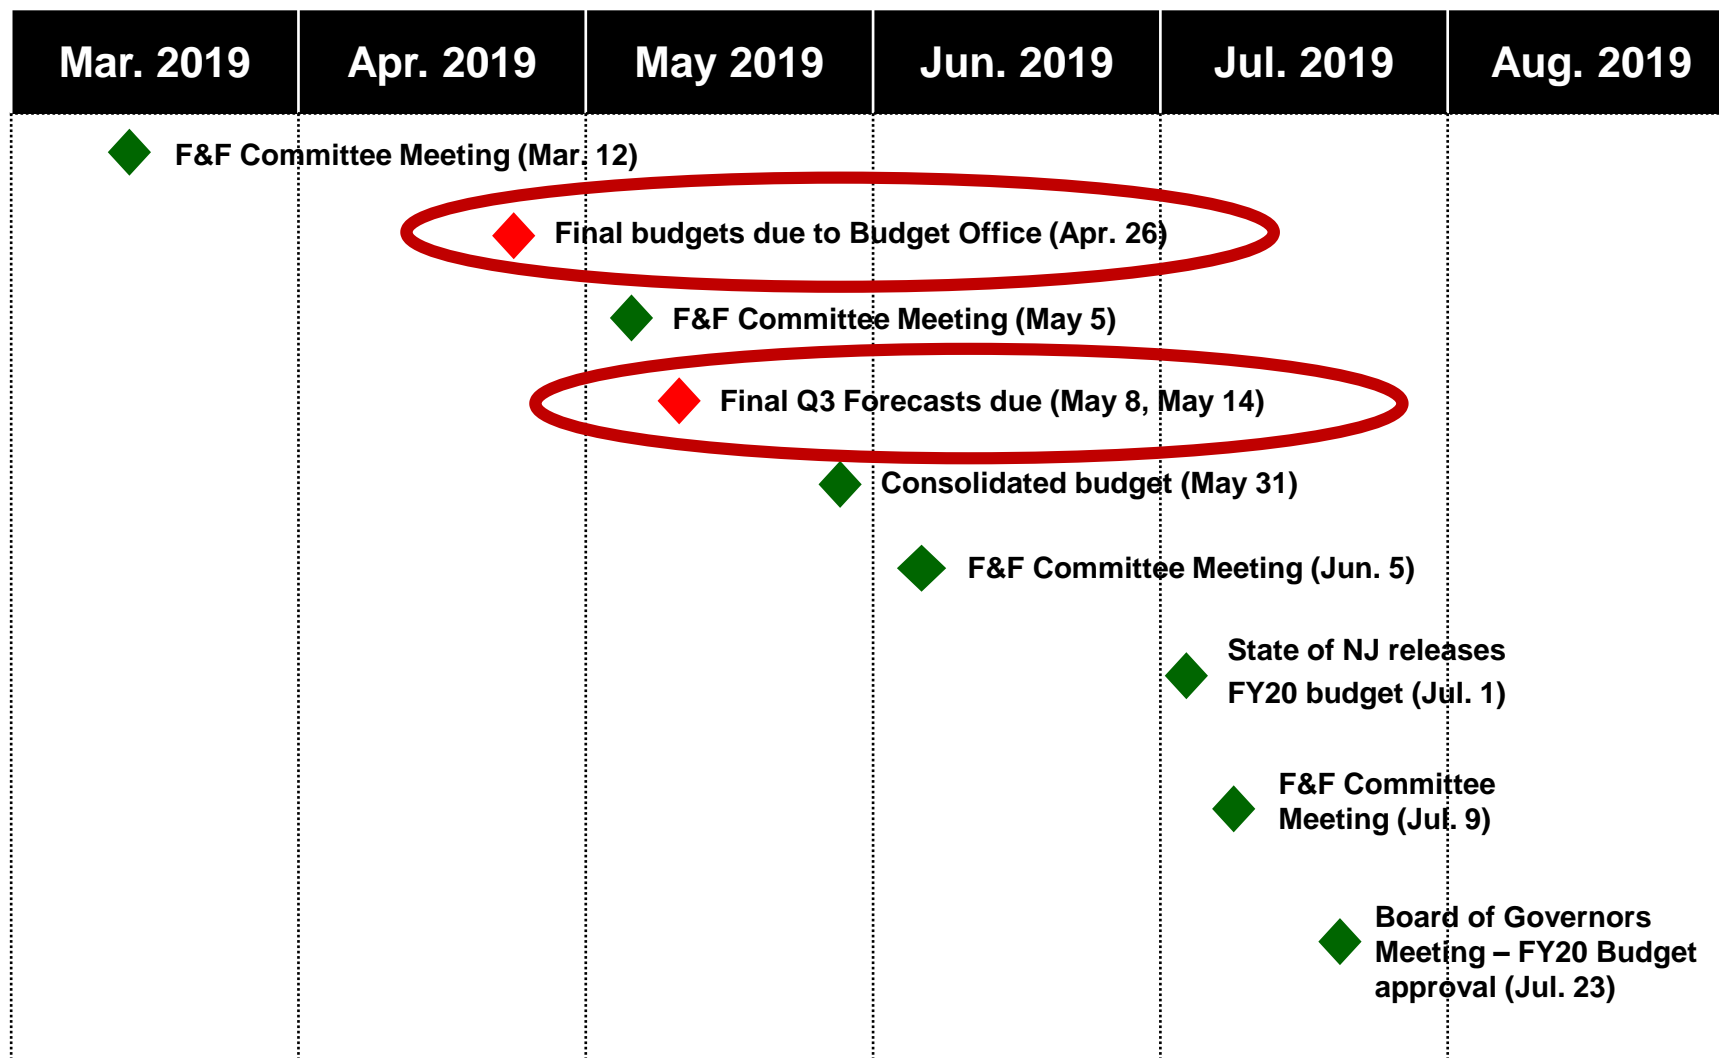 Mar. 2019
Apr. 2019
May 2019
Jun. 2019
Jul. 2019
Aug. 2019
F&F Committee Meeting (Mar. 12)
Final budgets due to Budget Office (Apr. 26)
F&F Committee Meeting (May 5)
Final Q3 Forecasts due (May 8, May 14)
Consolidated budget (May 31)
F&F Committee Meeting (Jun. 5)
State of NJ releases
FY20 budget (Jul. 1)
F&F Committee
Meeting (Jul. 9)
Board of Governors
Meeting – FY20 Budget
approval (Jul. 23)